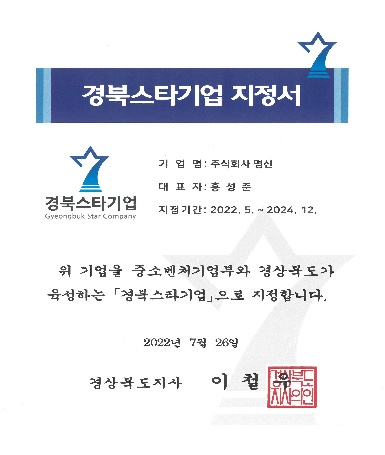 경북스타기업 지정서
경북스타기업
Gyeongbuk Star Company
기 업 명: 주식회사 명신
대 표 자: 홍성준
지정기간: 2022. 5. ~ 2024. 12.
위 기업을 중소벤처기업부와 경상북도가
육성하는 「경북스타기업」으로 지정합니다.
2022년 7월 26일
경상북도지사 이 철 우